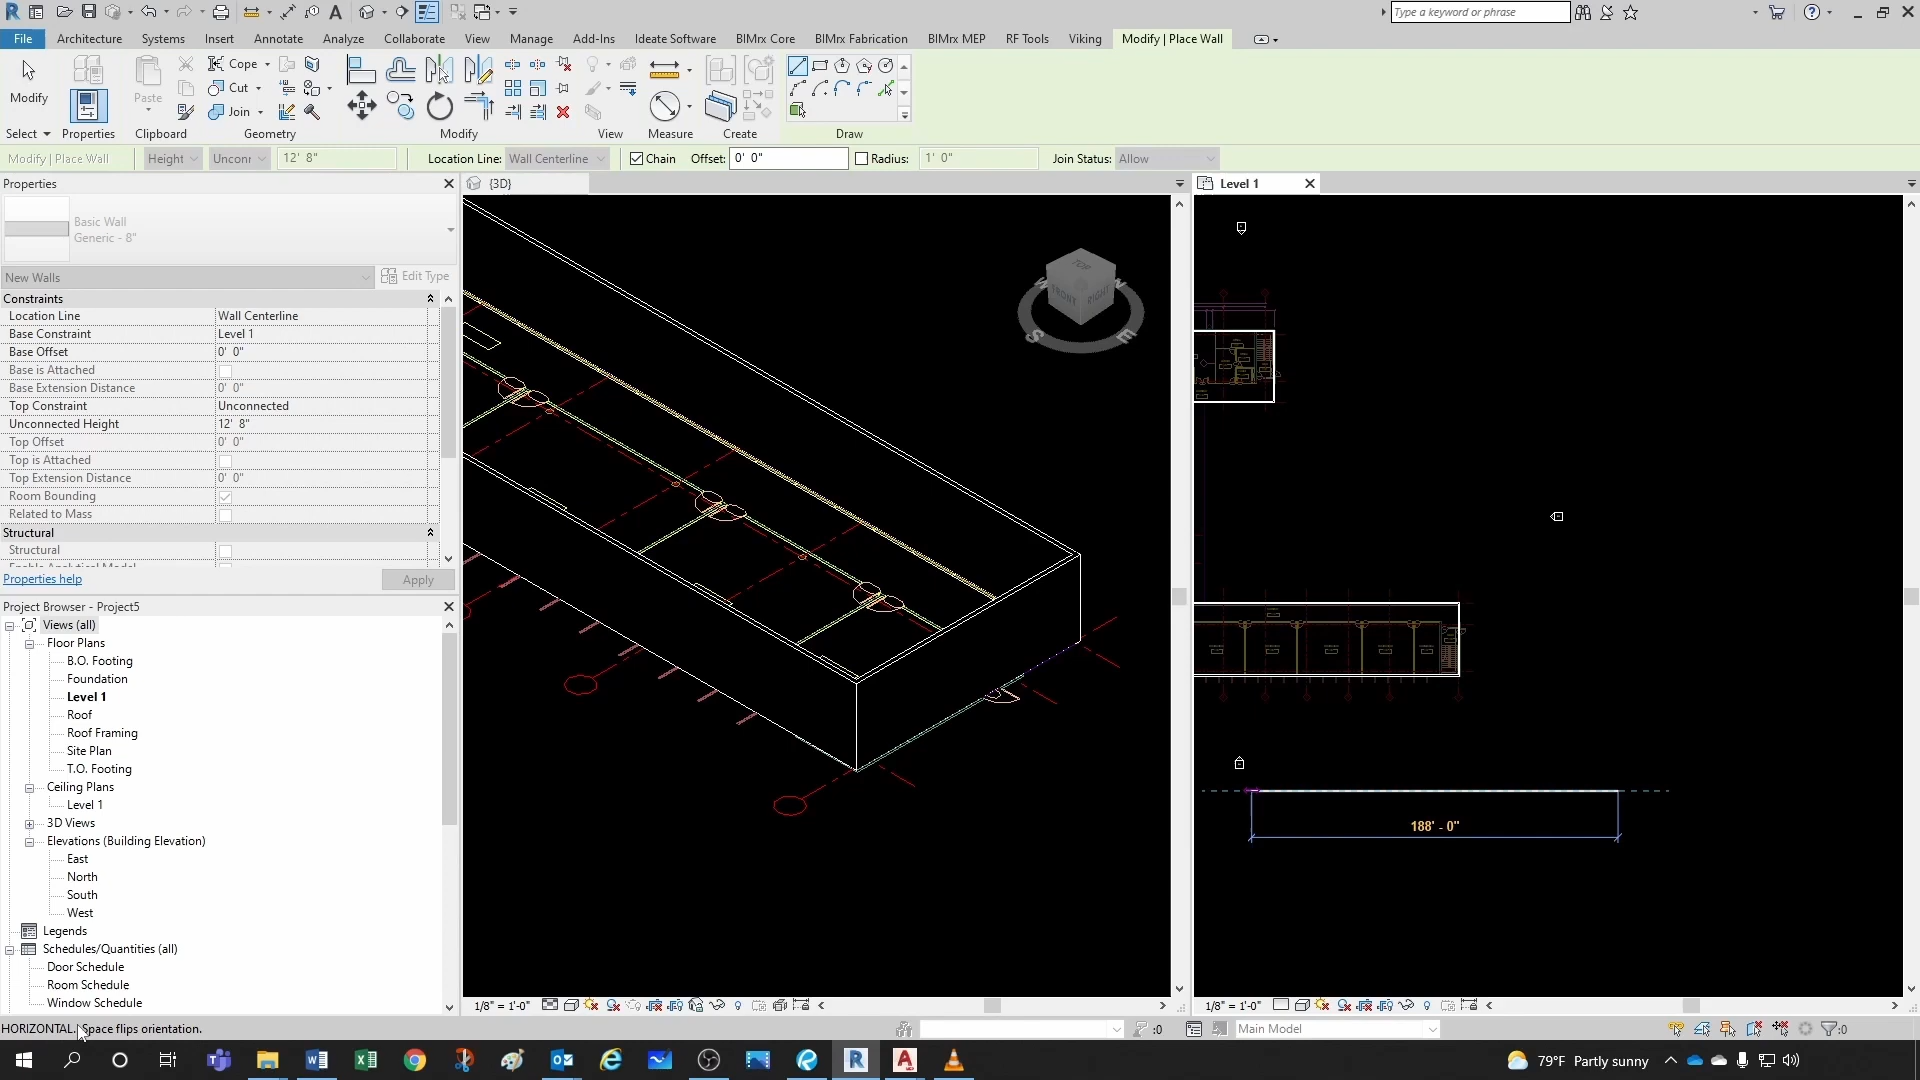 Type a keyword or phrase
File Architecture Systems Insert Annotate Analyze Collaborate View Manage Add-Ins Ideate Software BIMrx Core BIMrx Fabrication BIMrx MEP RF Tools Viking Modify | Place Wall
Modify Paste Cope Cut Join
Select Properties Clipboard Geometry Modify View Measure Create Draw
Modify | Place Wall Height Unconr 12' 8" Location Line: Wall Centerline Chain Offset: 0' 0" Radius: 1' 0" Join Status: Allow
Properties
{3D}
Level 1
Basic Wall
Generic - 8"
New Walls Edit Type
Constraints
Location Line Wall Centerline
Base Constraint Level 1
Base Offset 0' 0"
Base is Attached
Base Extension Distance 0' 0"
Top Constraint Unconnected
Unconnected Height 12' 8"
Top Offset 0' 0"
Top is Attached
Top Extension Distance 0' 0"
Room Bounding
Related to Mass
Structural
Structural
Enable Analytical Model
Properties help Apply
Project Browser - Project5
Views (all)
Floor Plans
B.O. Footing
Foundation
Level 1
Roof
Roof Framing
Site Plan
T.O. Footing
Ceiling Plans
Level 1
3D Views
Elevations (Building Elevation)
East
North
South
West
Legends
Schedules/Quantities (all)
Door Schedule
Room Schedule
Window Schedule
TOP
FRONT
RIGHT
W N S E
188' - 0"
1/8" = 1'-0"
1/8" = 1'-0"
HORIZONTAL. Space flips orientation.
:0
Main Model
:0
79°F Partly sunny